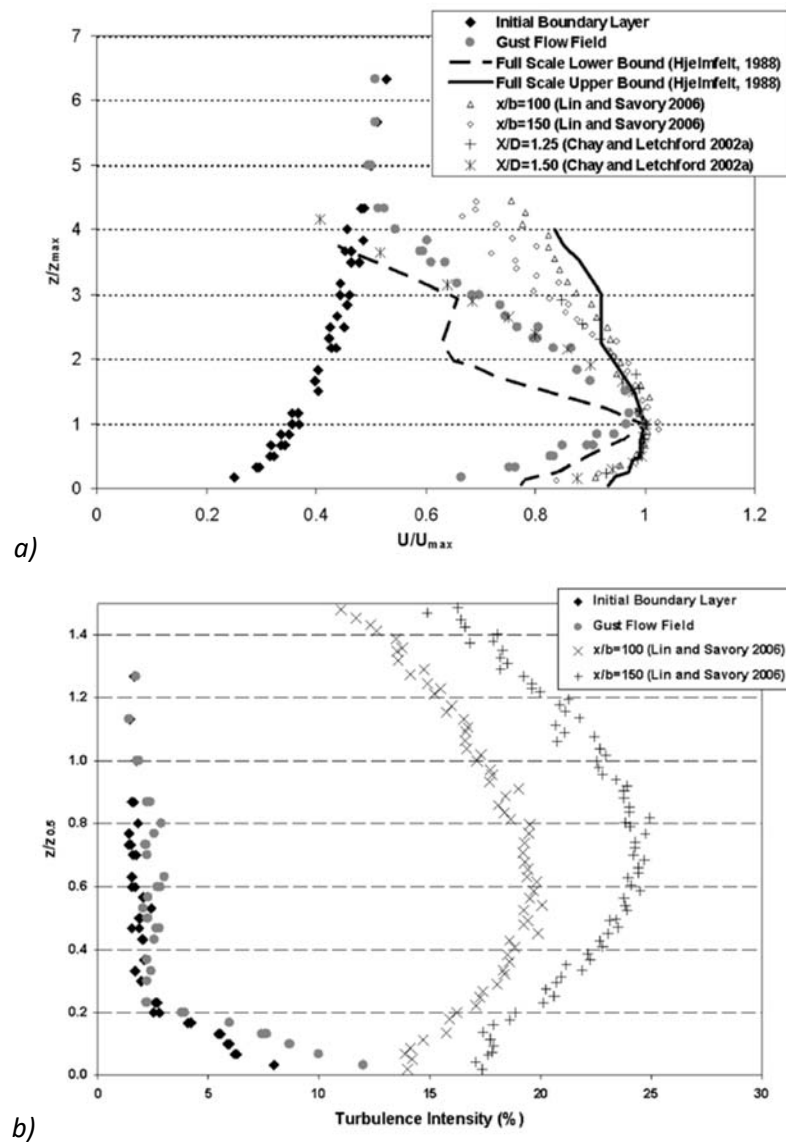 Initial Boundary Layer
Gust Flow Field
Full Scale Lower Bound (Hjelmfelt, 1988)
Full Scale Upper Bound (Hjelmfelt, 1988)
x/b=100 (Lin and Savory 2006)
x/b=150 (Lin and Savory 2006)
X/D=1.25 (Chay and Letchford 2002a)
X/D=1.50 (Chay and Letchford 2002a)
7
6
5
4
3
2
1
0
z/zmax
0
0.2
0.4
0.6
0.8
1
1.2
U/Umax
a)
Initial Boundary Layer
Gust Flow Field
x/b=100 (Lin and Savory 2006)
x/b=150 (Lin and Savory 2006)
1.4
1.2
1.0
0.8
0.6
0.4
0.2
0.0
z/z0.5
0
5
10
15
20
25
30
Turbulence Intensity (%)
b)